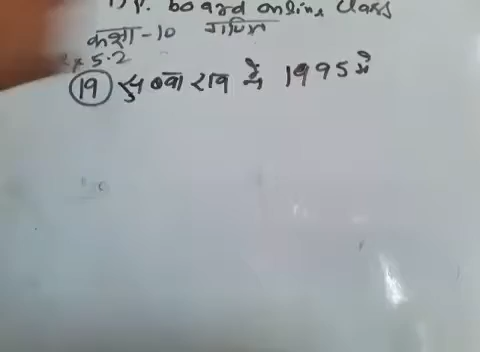 U.P. board online class
कक्षा-10 गणित
Ex 5.2
19 सुब्बा राव ने 1995 मे